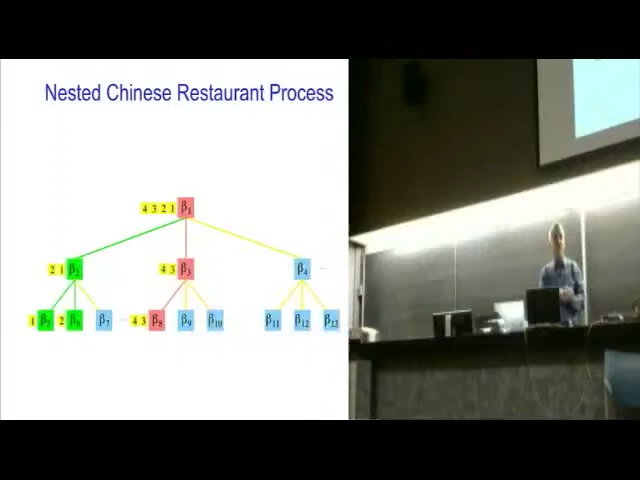 Nested Chinese Restaurant Process
4 3 2 1 β1
2 1 β2 4 3 β3 β4
1 β5 2 β6 β7 4 3 β8 β9 β10 β11 β12 β13